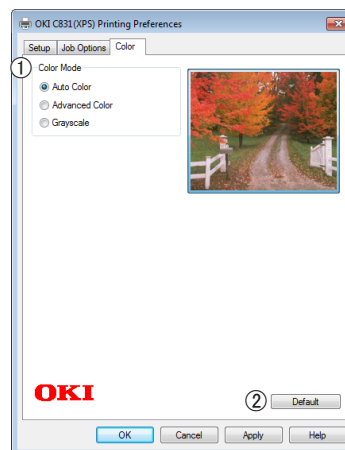 OKI C831(XPS) Printing Preferences
Setup Job Options Color
① Color Mode
Auto Color
Advanced Color
Grayscale
OKI
② Default
OK Cancel Apply Help